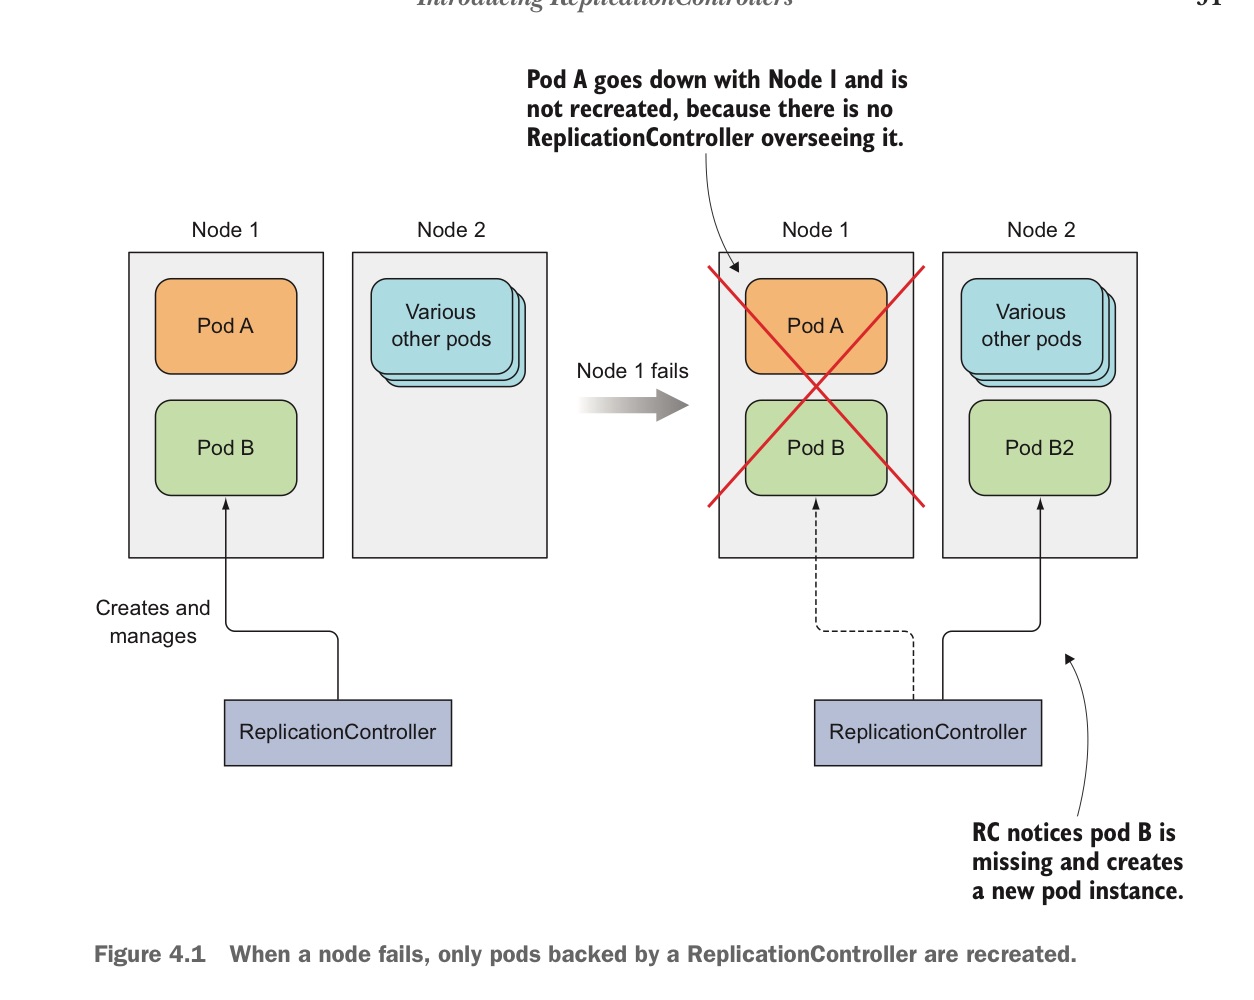 Introducing ReplicationControllers
Pod A goes down with Node 1 and is
not recreated, because there is no
ReplicationController overseeing it.
Node 1
Node 2
Pod A
Various
other pods
Pod B
Creates and
manages
ReplicationController
Node 1 fails
Node 1
Node 2
Pod A
Various
other pods
Pod B
Pod B2
ReplicationController
RC notices pod B is
missing and creates
a new pod instance.
Figure 4.1 When a node fails, only pods backed by a ReplicationController are recreated.